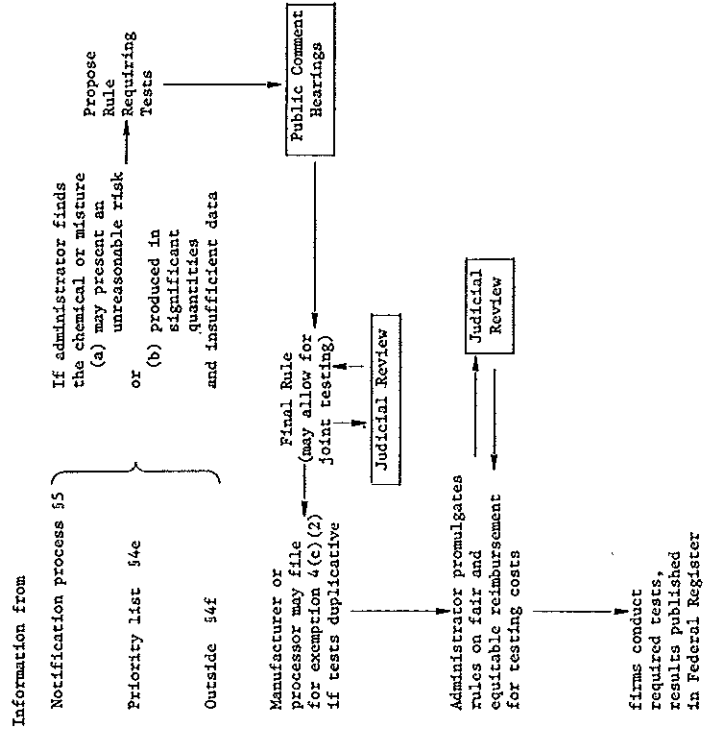 Information from
Notification process §5
Priority list §4e
Outside §4f
If administrator finds
the chemical or misture
(a) may present an
unreasonable risk
or
(b) produced in
significant
quantities
and insufficient data
Propose
Rule
Requiring
Tests
Public Comment
Hearings
Final Rule
(may allow for
joint testing)
Judicial Review
Manufacturer or
processor may file
for exemption 4(c)(2)
if tests duplicative
Administrator promulgates
rules on fair and
equitable reimbursement
for testing costs
Judicial
Review
firms conduct
required tests,
results published
in Federal Register